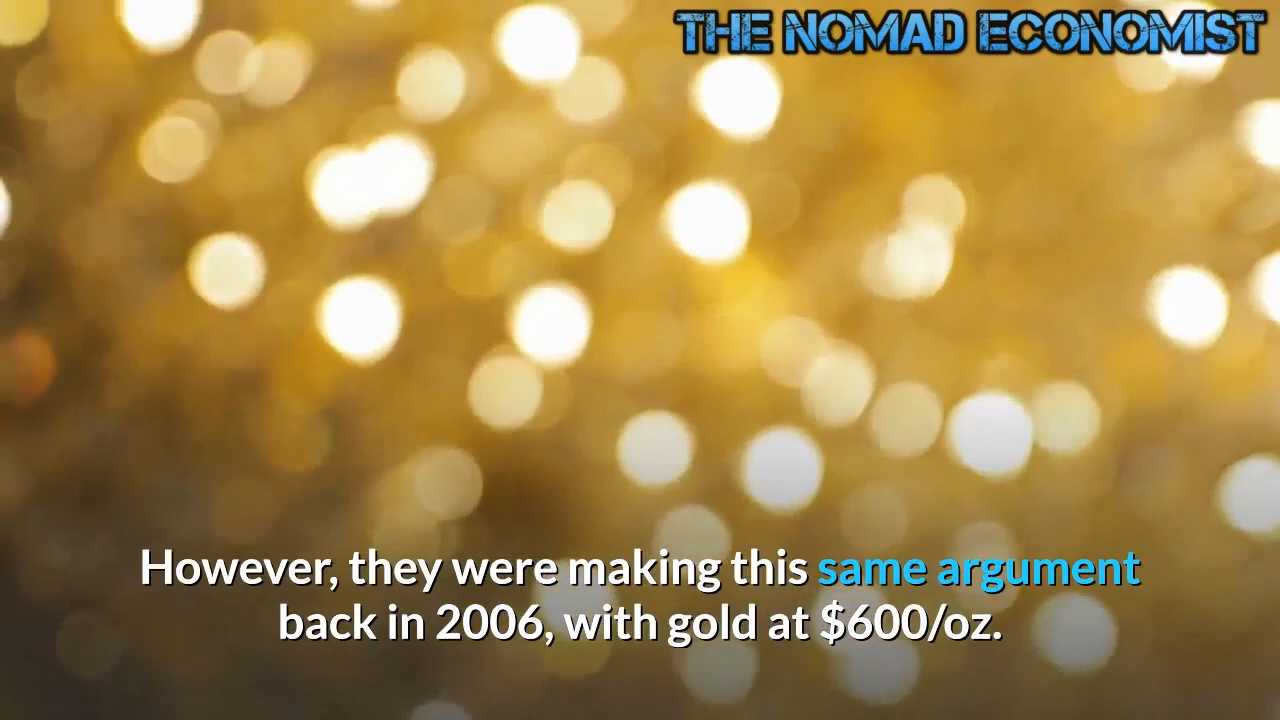 THE NOMAD ECONOMIST
However, they were making this same argument
back in 2006, with gold at $600/oz.